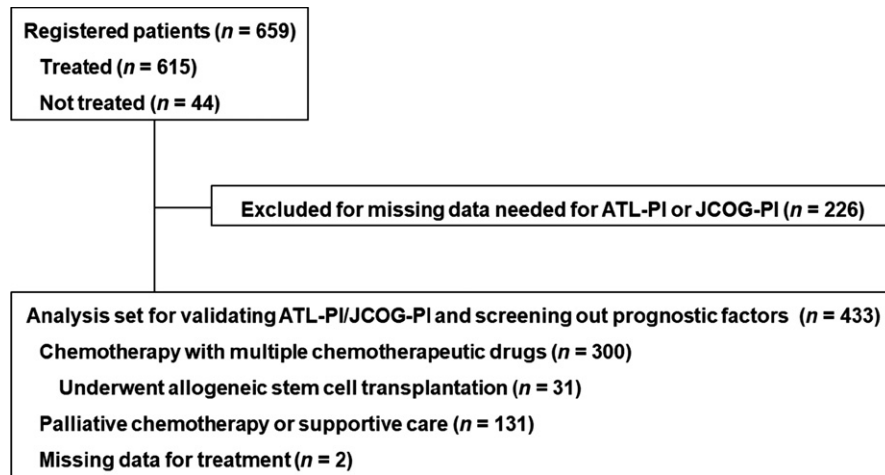 Registered patients (n = 659)
Treated (n = 615)
Not treated (n = 44)
Excluded for missing data needed for ATL-PI or JCOG-PI (n = 226)
Analysis set for validating ATL-PI/JCOG-PI and screening out prognostic factors (n = 433)
Chemotherapy with multiple chemotherapeutic drugs (n = 300)
Underwent allogeneic stem cell transplantation (n = 31)
Palliative chemotherapy or supportive care (n = 131)
Missing data for treatment (n = 2)